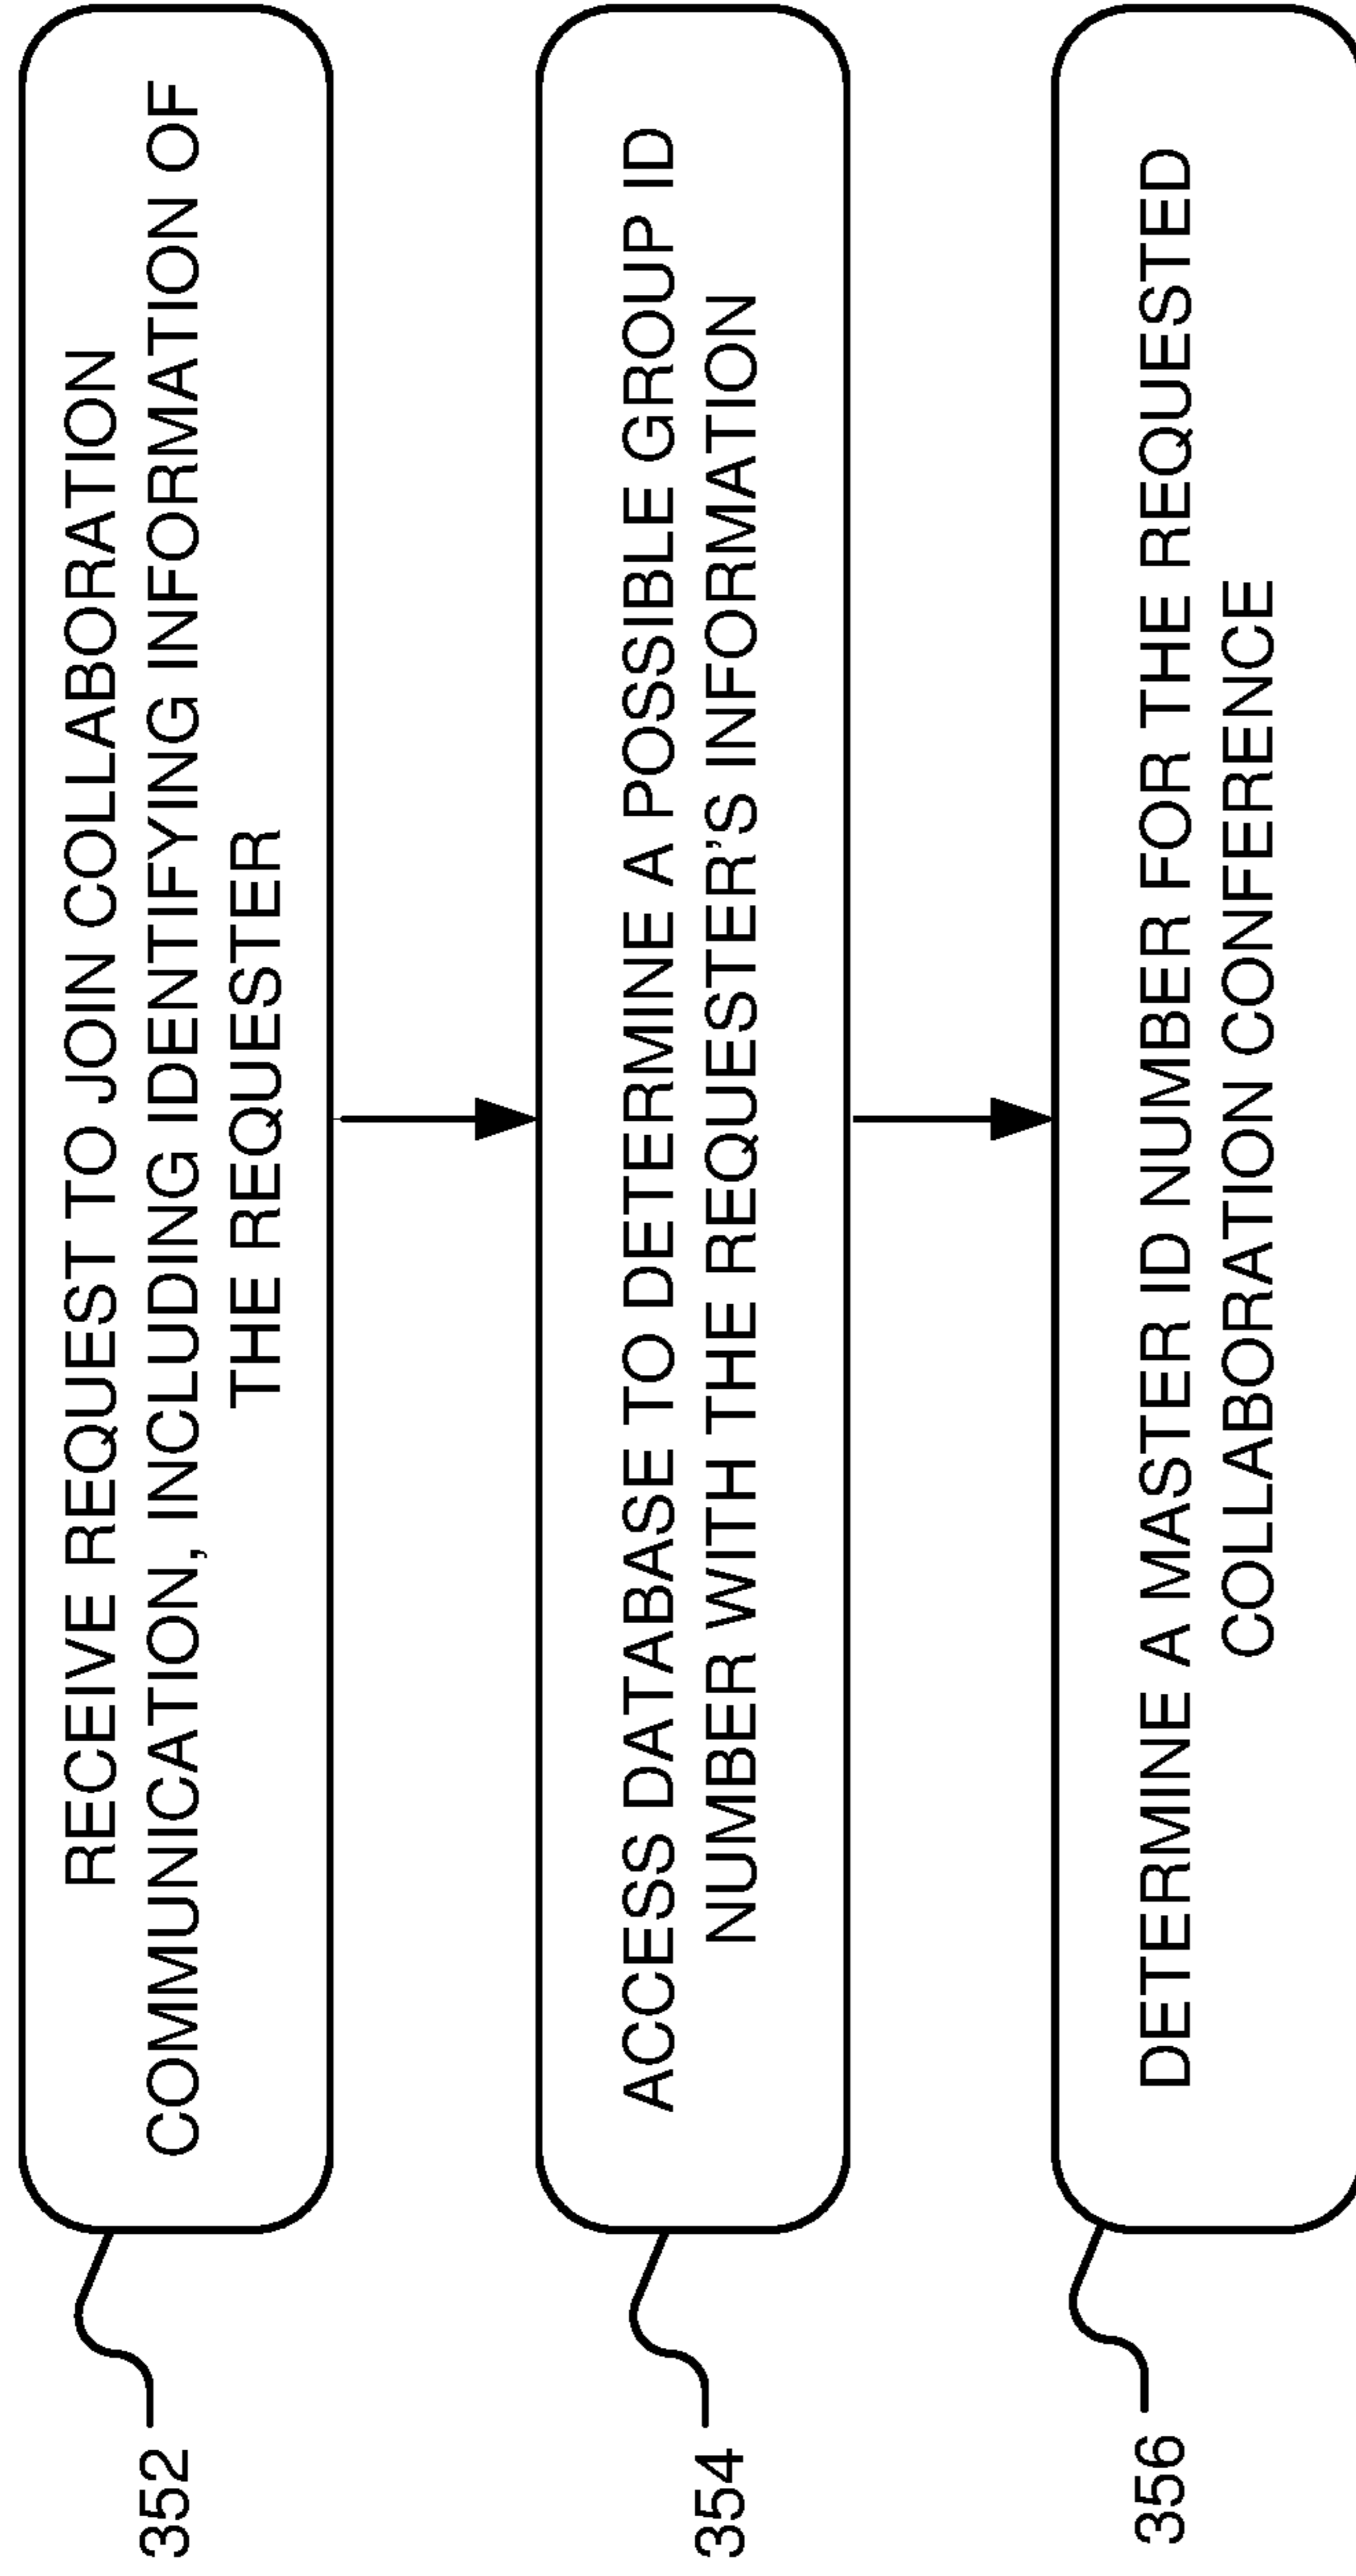 352
RECEIVE REQUEST TO JOIN COLLABORATION
COMMUNICATION, INCLUDING IDENTIFYING INFORMATION OF
THE REQUESTER
354
ACCESS DATABASE TO DETERMINE A POSSIBLE GROUP ID
NUMBER WITH THE REQUESTER'S INFORMATION
356
DETERMINE A MASTER ID NUMBER FOR THE REQUESTED
COLLABORATION CONFERENCE